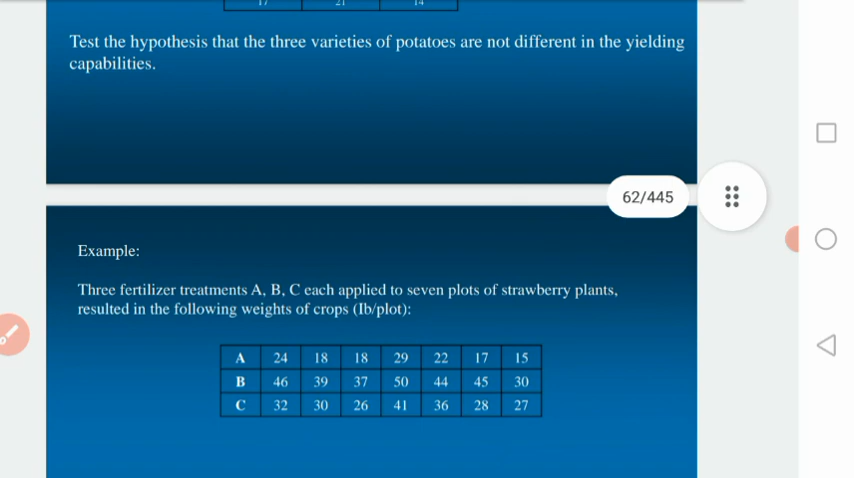 17 21 14
Test the hypothesis that the three varieties of potatoes are not different in the yielding
capabilities.
62/445
Example:
Three fertilizer treatments A, B, C each applied to seven plots of strawberry plants,
resulted in the following weights of crops (Ib/plot):
A 24 18 18 29 22 17 15
B 46 39 37 50 44 45 30
C 32 30 26 41 36 28 27